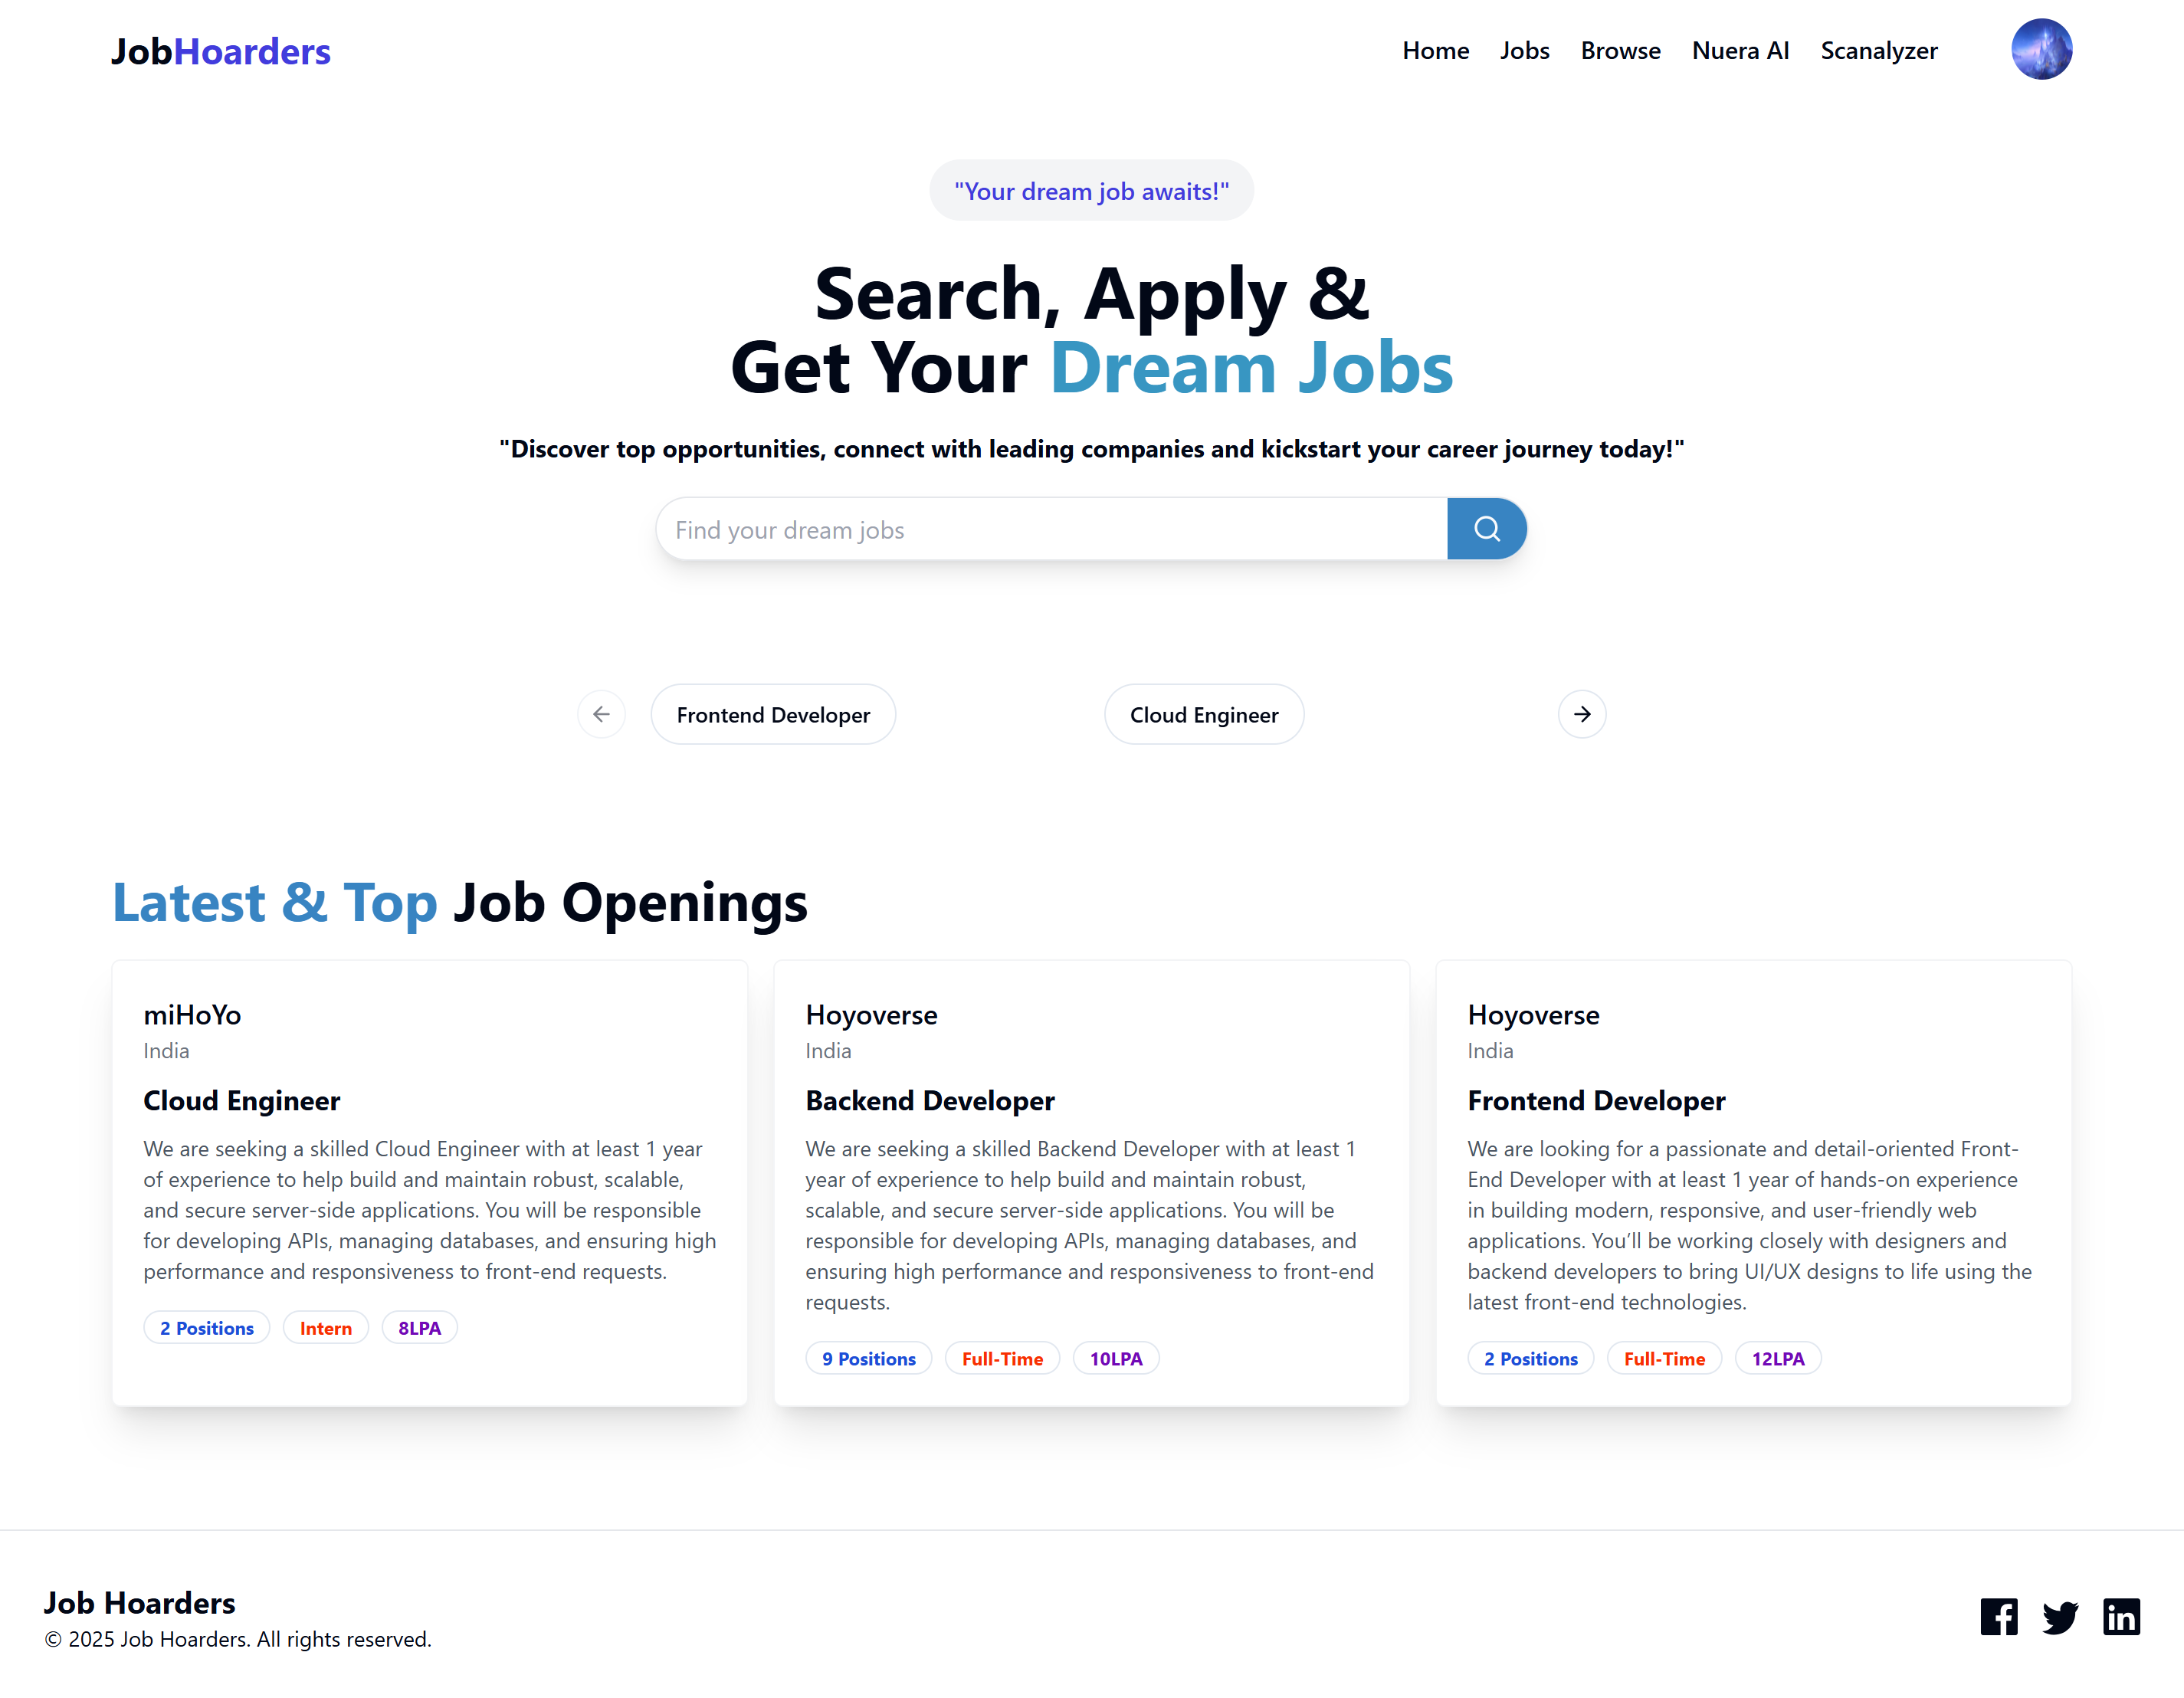 JobHoarders
Home Jobs Browse Nuera AI Scanalyzer
"Your dream job awaits!"
Search, Apply &
Get Your Dream Jobs
"Discover top opportunities, connect with leading companies and kickstart your career journey today!"
Find your dream jobs
Frontend Developer
Cloud Engineer
Latest & Top Job Openings
miHoYo
India
Cloud Engineer
We are seeking a skilled Cloud Engineer with at least 1 year
of experience to help build and maintain robust, scalable,
and secure server-side applications. You will be responsible
for developing APIs, managing databases, and ensuring high
performance and responsiveness to front-end requests.
2 Positions Intern 8LPA
Hoyoverse
India
Backend Developer
We are seeking a skilled Backend Developer with at least 1
year of experience to help build and maintain robust,
scalable, and secure server-side applications. You will be
responsible for developing APIs, managing databases, and
ensuring high performance and responsiveness to front-end
requests.
9 Positions Full-Time 10LPA
Hoyoverse
India
Frontend Developer
We are looking for a passionate and detail-oriented Front-
End Developer with at least 1 year of hands-on experience
in building modern, responsive, and user-friendly web
applications. You’ll be working closely with designers and
backend developers to bring UI/UX designs to life using the
latest front-end technologies.
2 Positions Full-Time 12LPA
Job Hoarders
© 2025 Job Hoarders. All rights reserved.